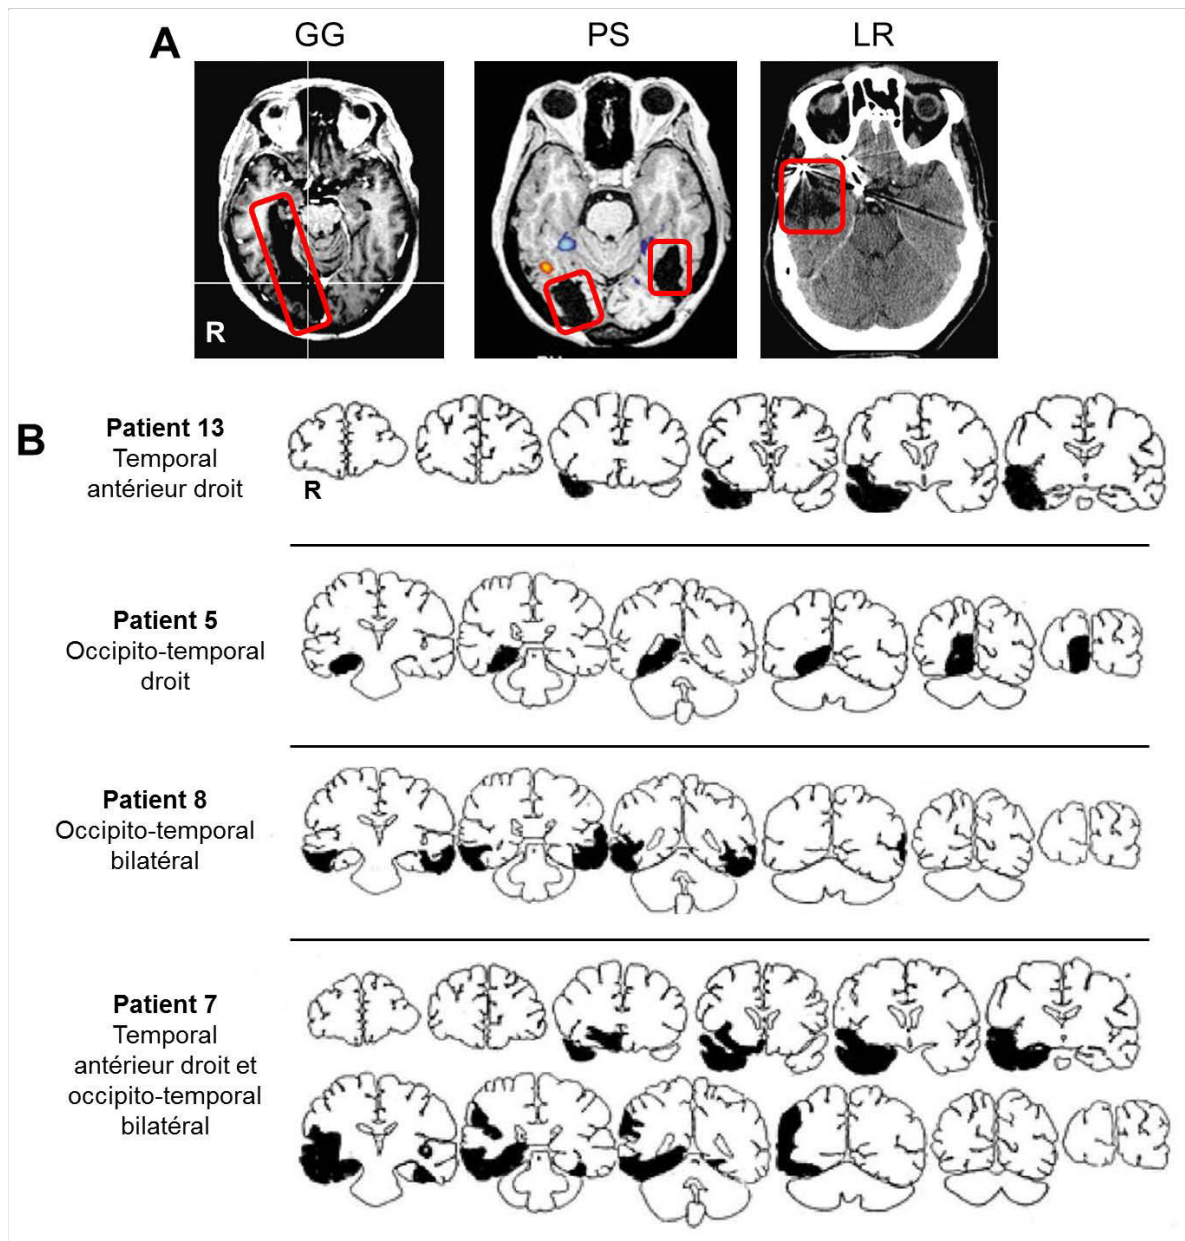 A
GG
PS
LR
R
B
Patient 13
Temporal
antérieur droit
R
Patient 5
Occipito-temporal
droit
Patient 8
Occipito-temporal
bilatéral
Patient 7
Temporal
antérieur droit et
occipito-temporal
bilatéral